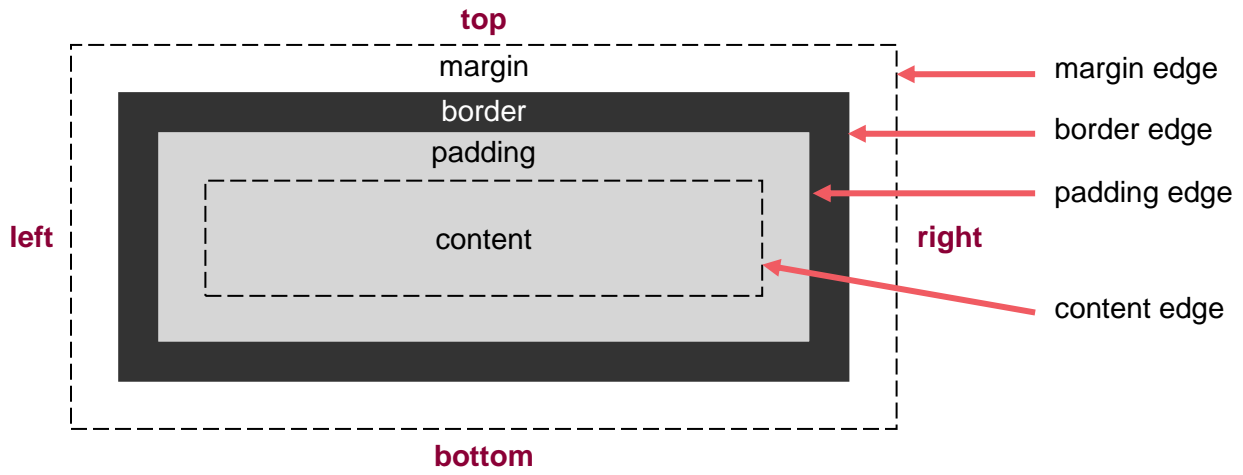 top
margin
margin edge
border
border edge
padding
padding edge
left
content
right
content edge
bottom